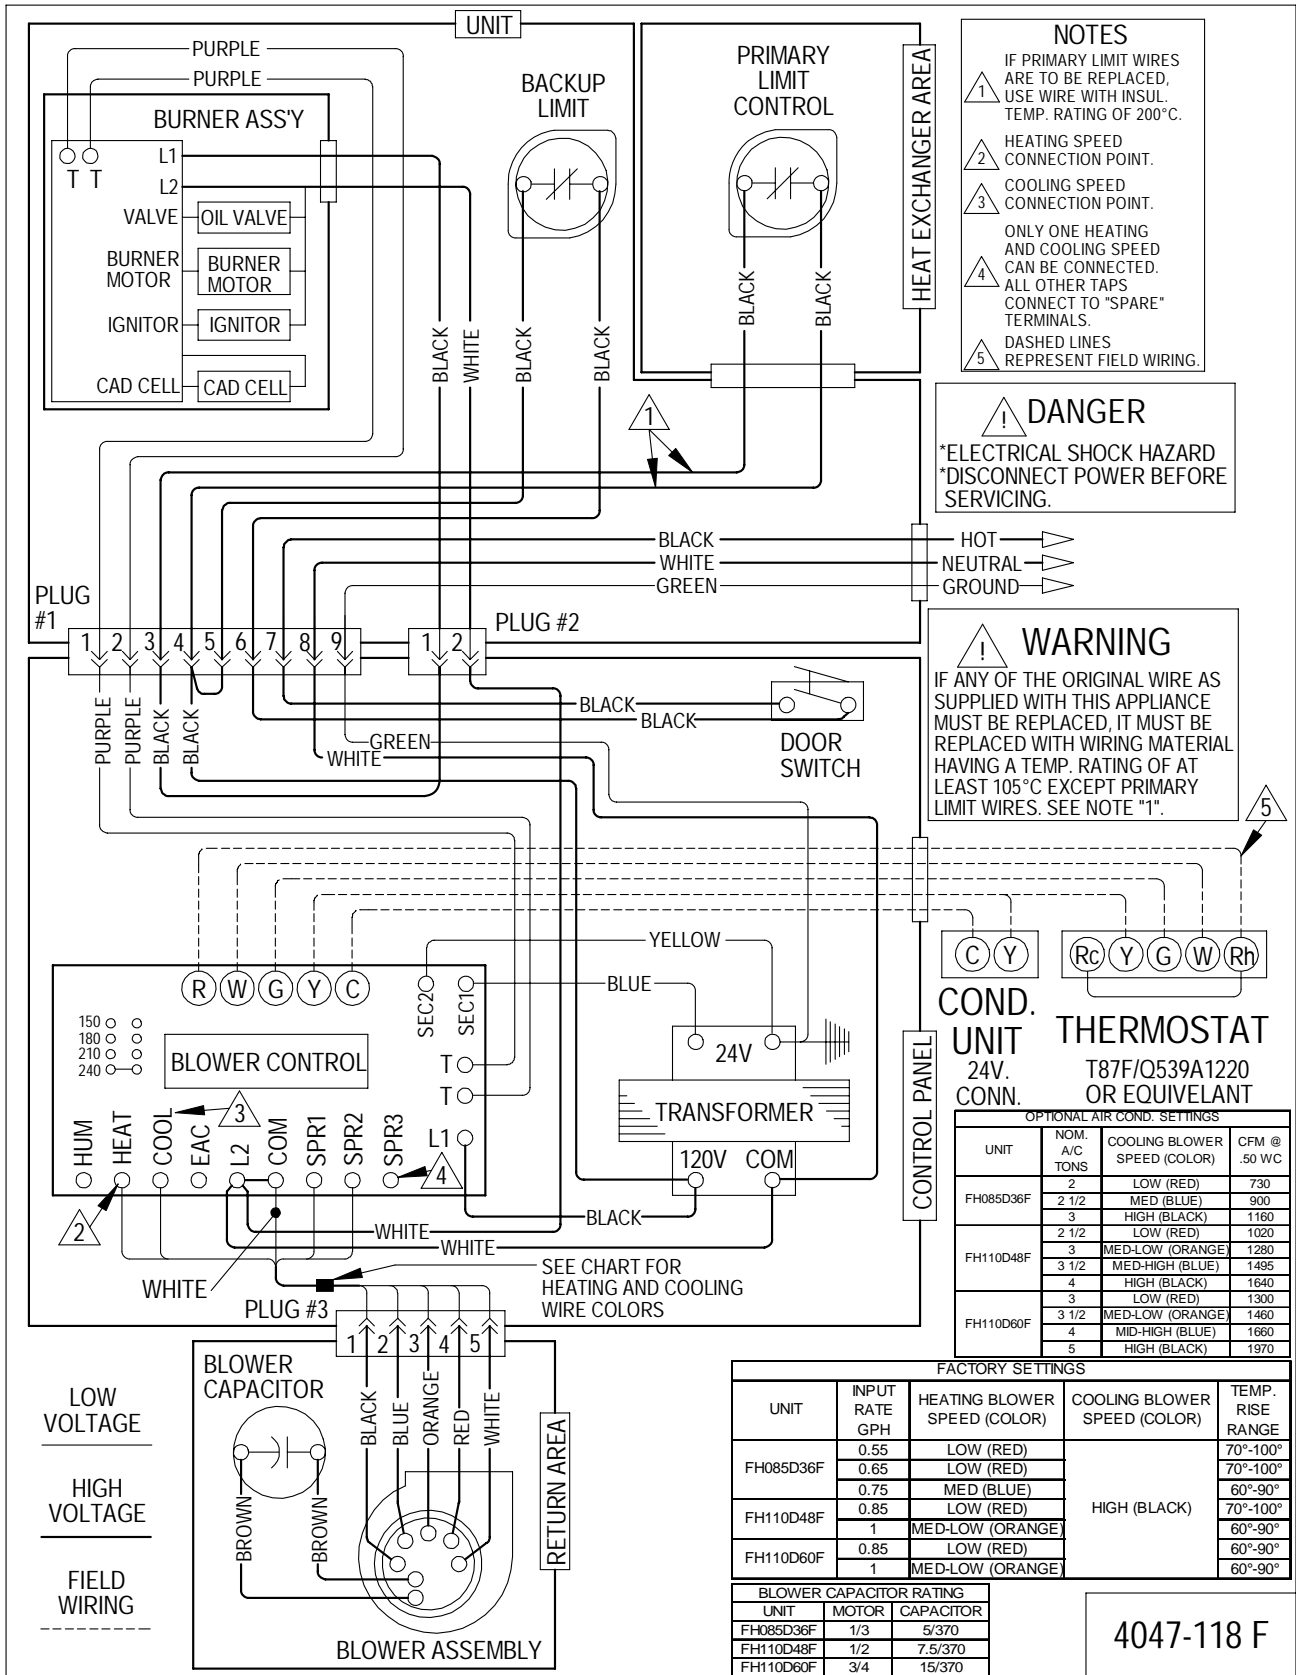 UNIT
PURPLE
PURPLE
BURNER ASS'Y
T T
L1
L2
VALVE
OIL VALVE
BURNER
MOTOR
BURNER
MOTOR
IGNITOR
IGNITOR
CAD CELL
CAD CELL
BACKUP
LIMIT
PRIMARY
LIMIT
CONTROL
HEAT EXCHANGER AREA
BLACK
WHITE
BLACK
BLACK
BLACK
BLACK
1
NOTES
1
IF PRIMARY LIMIT WIRES
ARE TO BE REPLACED,
USE WIRE WITH INSUL.
TEMP. RATING OF 200°C.
2
HEATING SPEED
CONNECTION POINT.
3
COOLING SPEED
CONNECTION POINT.
4
ONLY ONE HEATING
AND COOLING SPEED
CAN BE CONNECTED.
ALL OTHER TAPS
CONNECT TO "SPARE"
TERMINALS.
5
DASHED LINES
REPRESENT FIELD WIRING.
! DANGER
*ELECTRICAL SHOCK HAZARD
*DISCONNECT POWER BEFORE
SERVICING.
BLACK HOT
WHITE NEUTRAL
GREEN GROUND
PLUG
#1
1 2 3 4 5 6 7 8 9
1 2
PLUG #2
! WARNING
IF ANY OF THE ORIGINAL WIRE AS
SUPPLIED WITH THIS APPLIANCE
MUST BE REPLACED, IT MUST BE
REPLACED WITH WIRING MATERIAL
HAVING A TEMP. RATING OF AT
LEAST 105°C EXCEPT PRIMARY
LIMIT WIRES. SEE NOTE "1".
PURPLE
PURPLE
BLACK
BLACK
BLACK
BLACK
GREEN
WHITE
DOOR
SWITCH
5
YELLOW
BLUE
R W G Y C
SEC2
SEC1
150
180
210
240
BLOWER CONTROL
T
T
L1
3
HUM
HEAT
COOL
EAC
L2
COM
SPR1
SPR2
SPR3
2
4
24V
TRANSFORMER
120V COM
CONTROL PANEL
C Y
COND.
UNIT
24V.
CONN.
Rc Y G W Rh
THERMOSTAT
T87F/Q539A1220
OR EQUIVELANT
BLACK
WHITE
WHITE
WHITE
SEE CHART FOR
HEATING AND COOLING
WIRE COLORS
OPTIONAL AIR COND. SETTINGS
UNIT NOM. A/C TONS COOLING BLOWER SPEED (COLOR) CFM @ .50 WC
FH085D36F 2 LOW (RED) 730
2 1/2 MED (BLUE) 900
3 HIGH (BLACK) 1160
FH110D48F 2 1/2 LOW (RED) 1020
3 MED-LOW (ORANGE) 1280
3 1/2 MED-HIGH (BLUE) 1495
4 HIGH (BLACK) 1640
FH110D60F 3 LOW (RED) 1300
3 1/2 MED-LOW (ORANGE) 1460
4 MID-HIGH (BLUE) 1660
5 HIGH (BLACK) 1970
PLUG #3
1 2 3 4 5
BLOWER
CAPACITOR
BROWN
BROWN
BLACK
BLUE
ORANGE
RED
WHITE
RETURN AREA
BLOWER ASSEMBLY
LOW
VOLTAGE
HIGH
VOLTAGE
FIELD
WIRING
FACTORY SETTINGS
UNIT INPUT RATE GPH HEATING BLOWER SPEED (COLOR) COOLING BLOWER SPEED (COLOR) TEMP. RISE RANGE
FH085D36F 0.55 LOW (RED) HIGH (BLACK) 70°-100°
0.65 LOW (RED) 70°-100°
0.75 MED (BLUE) 60°-90°
FH110D48F 0.85 LOW (RED) 70°-100°
1 MED-LOW (ORANGE) 60°-90°
FH110D60F 0.85 LOW (RED) 60°-90°
1 MED-LOW (ORANGE) 60°-90°
BLOWER CAPACITOR RATING
UNIT MOTOR CAPACITOR
FH085D36F 1/3 5/370
FH110D48F 1/2 7.5/370
FH110D60F 3/4 15/370
4047-118 F